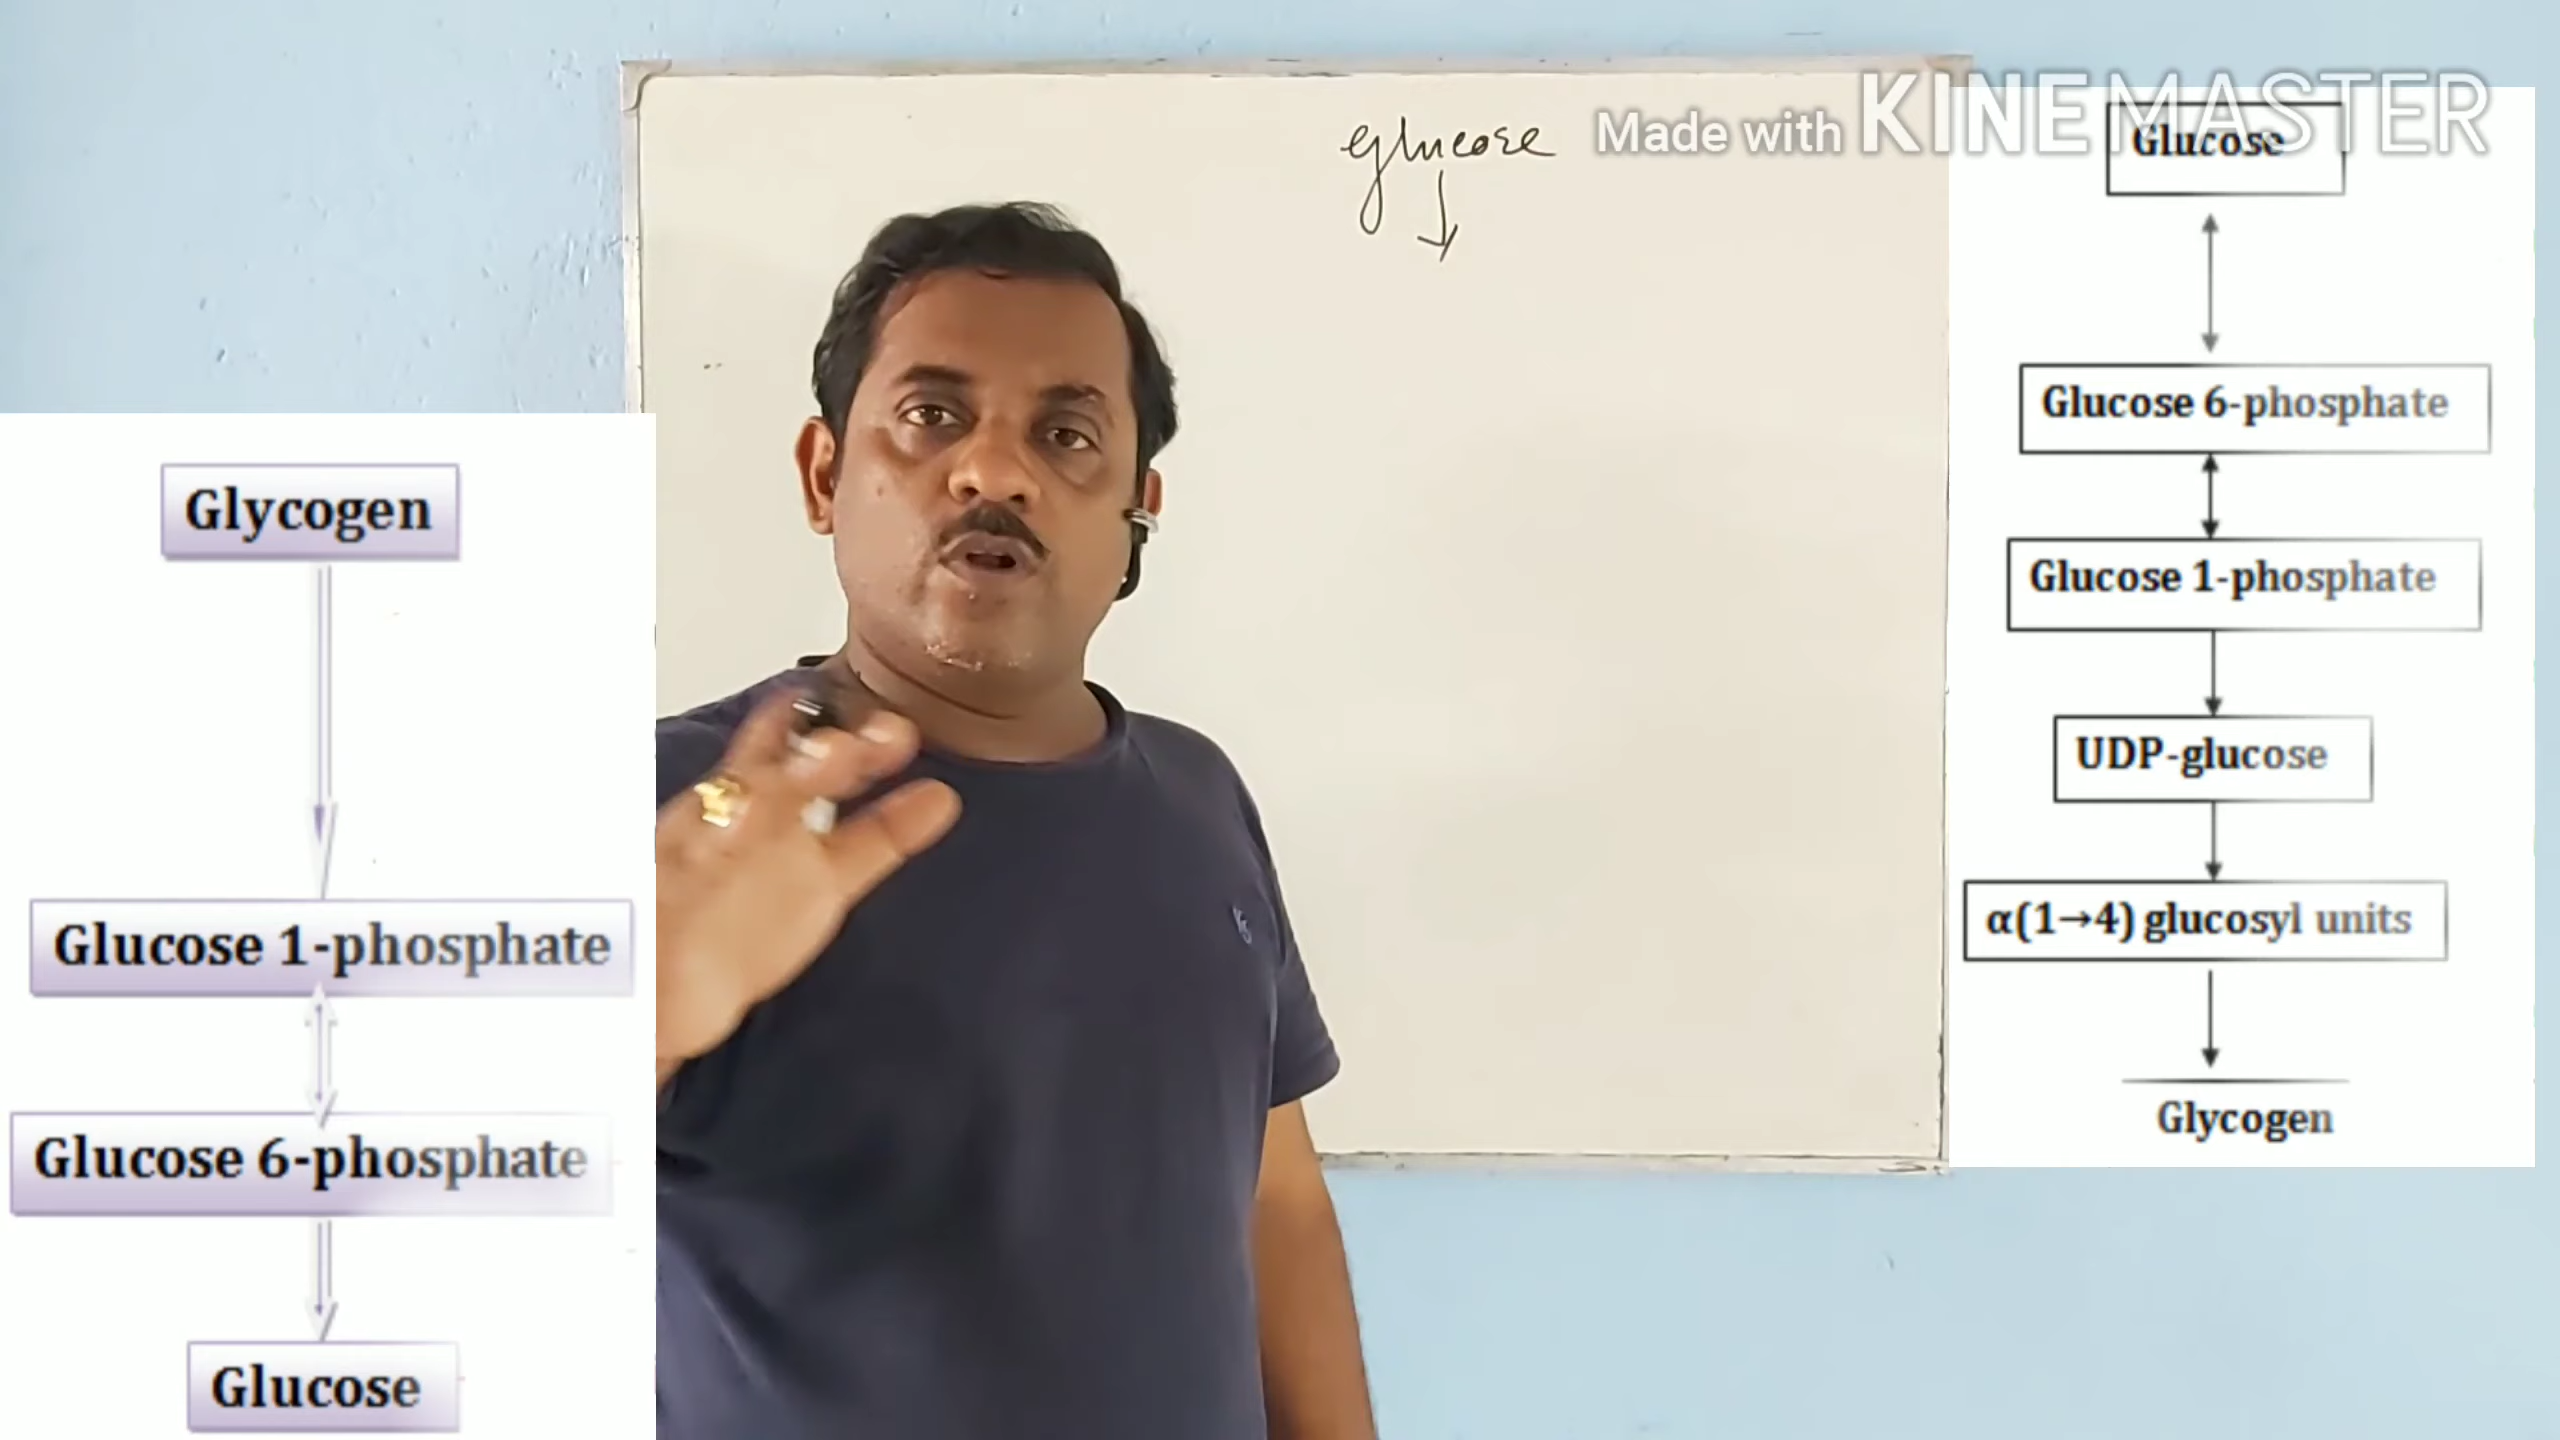 glucose
Made with KINEMASTER
Glucose
Glucose 6-phosphate
Glucose 1-phosphate
UDP-glucose
α(1→4) glucosyl units
Glycogen
Glycogen
Glucose 1-phosphate
Glucose 6-phosphate
Glucose